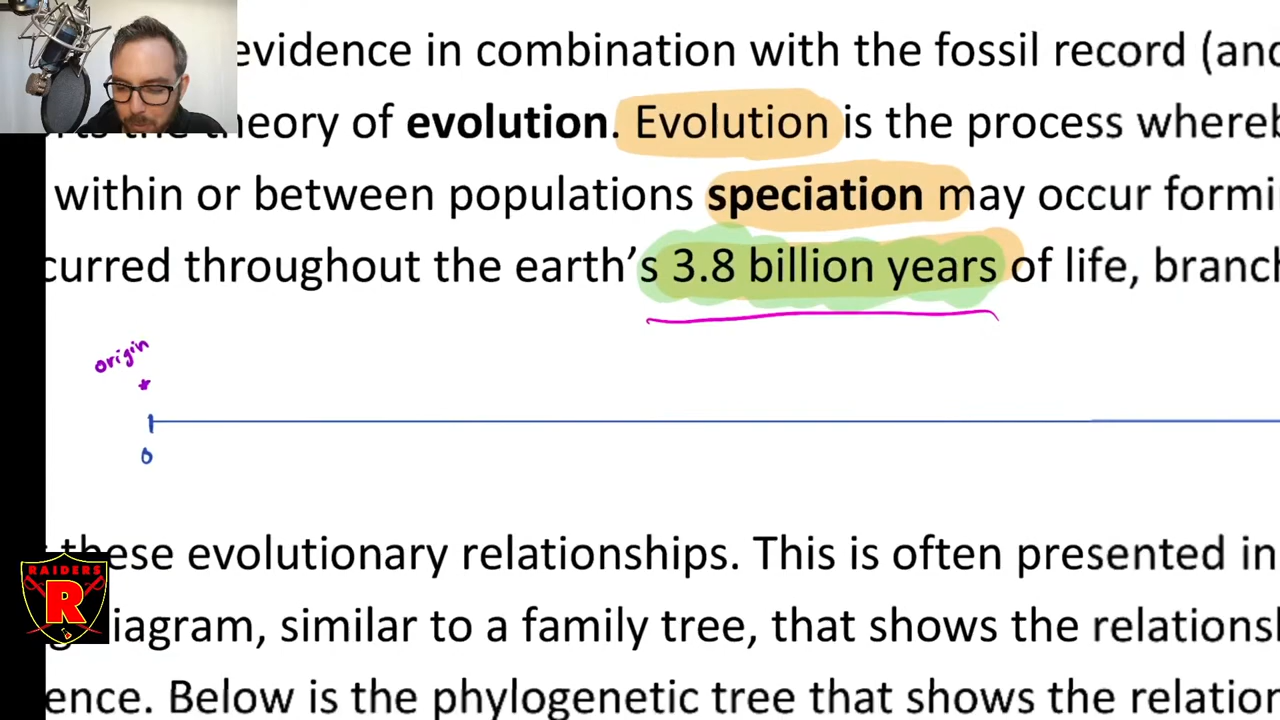 evidence in combination with the fossil record (and
theory of evolution. Evolution is the process whereb
within or between populations speciation may occur formi
curred throughout the earth's 3.8 billion years of life, branch
origin
0
these evolutionary relationships. This is often presented in
iagram, similar to a family tree, that shows the relations
ence. Below is the phylogenetic tree that shows the relation
RAIDERS
R